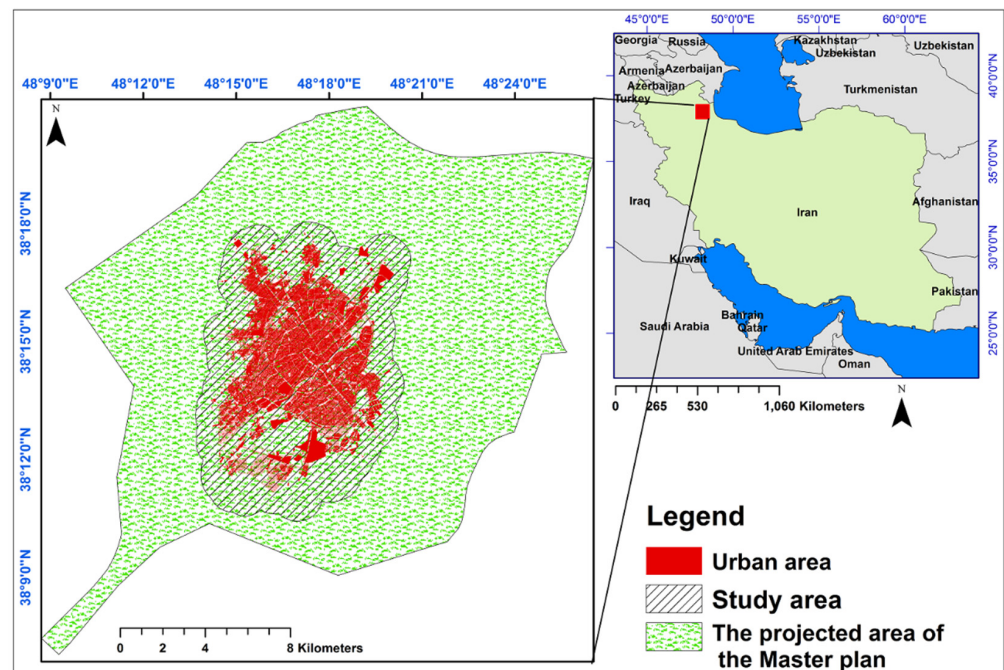 48°9'0"E 48°12'0"E 48°15'0"E 48°18'0"E 48°21'0"E 48°24'0"E
N
38°18'0"N
38°15'0"N
38°12'0"N
38°9'0"N
0 2 4 8 Kilometers
45°0'0"E 50°0'0"E 55°0'0"E 60°0'0"E
Georgia Russia Kazakhstan Uzbekistan
Uzbekistan
Armenia Azerbaijan
Azerbaijan
Turkey
Turkmenistan
Iraq
Iran
Afghanistan
Kuwait
Pakistan
Bahrain
Qatar
Saudi Arabia
United Arab Emirates
Oman
40°0'0"N
35°0'0"N
30°0'0"N
25°0'0"N
0 265 530 1,060 Kilometers
N
Legend
Urban area
Study area
The projected area of
the Master plan